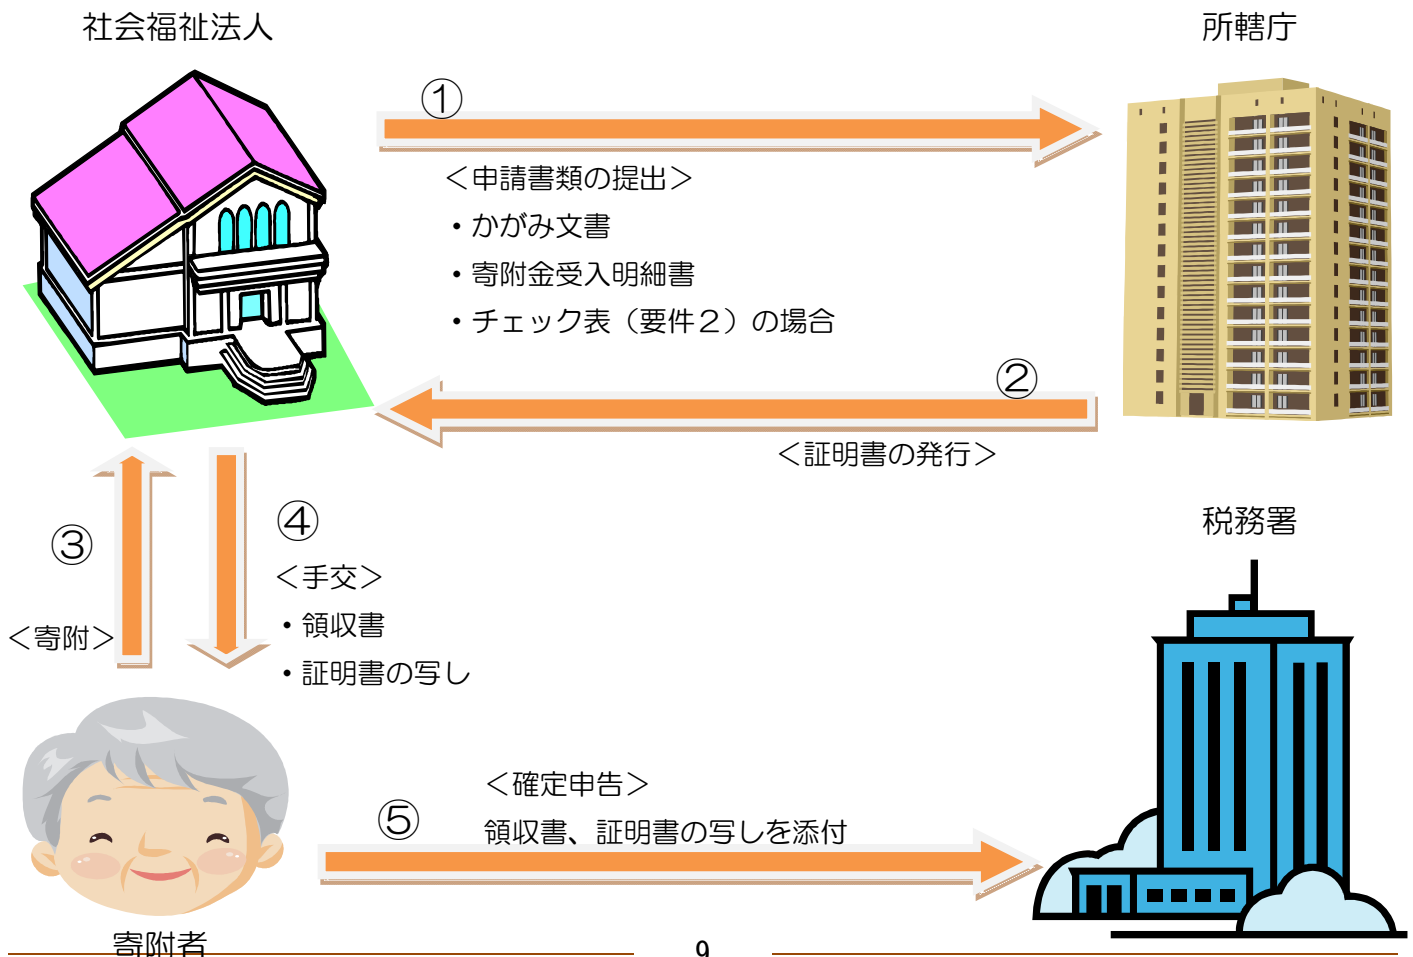 社会福祉法人
所轄庁
①
＜申請書類の提出＞
・かがみ文書
・寄附金受入明細書
・チェック表（要件２）の場合
②
＜証明書の発行＞
③
＜寄附＞
④
＜手交＞
・領収書
・証明書の写し
税務署
⑤
＜確定申告＞
領収書、証明書の写しを添付
寄附者
9